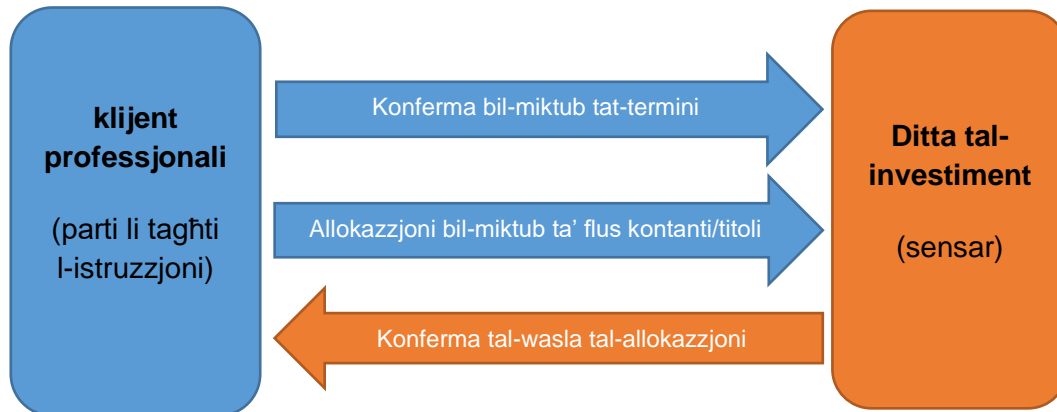 klijent
professjonali
(parti li tagħti
l-istruzzjoni)
Konferma bil-miktub tat-termini
Allokazzjoni bil-miktub ta’ flus kontanti/titoli
Konferma tal-wasla tal-allokazzjoni
Ditta tal-
investiment
(sensar)